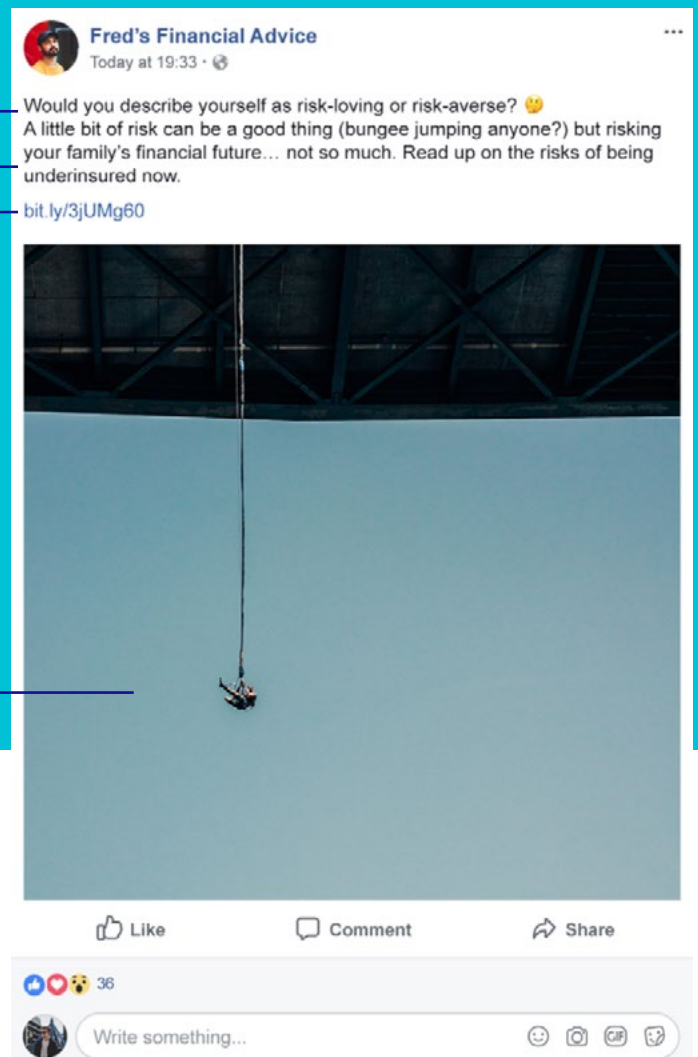 Fred's Financial Advice
Today at 19:33 ·
Would you describe yourself as risk-loving or risk-averse? 🤔
A little bit of risk can be a good thing (bungee jumping anyone?) but risking
your family's financial future… not so much. Read up on the risks of being
underinsured now.
bit.ly/3jUMg60
Like
Comment
Share
36
Write something...
GIF